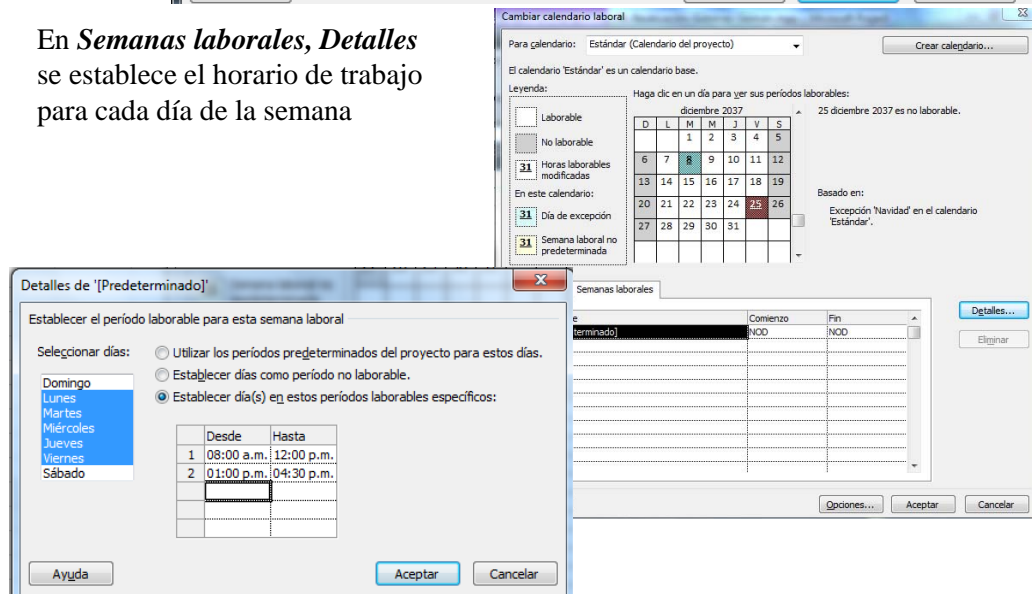 En Semanas laborales, Detalles
se establece el horario de trabajo
para cada día de la semana
Cambiar calendario laboral
Para calendario: Estándar (Calendario del proyecto)
Crear calendario...
El calendario 'Estándar' es un calendario base.
Leyenda:
Laborable
No laborable
31 Horas laborables
modificadas
En este calendario:
31 Día de excepción
31 Semana laboral no
predeterminada
Haga clic en un día para ver sus períodos laborables:
diciembre 2037
D L M M J V S
1 2 3 4 5
6 7 8 9 10 11 12
13 14 15 16 17 18 19
20 21 22 23 24 25 26
27 28 29 30 31
25 diciembre 2037 es no laborable.
Basado en:
Excepción 'Navidad' en el calendario
'Estándar'.
Semanas laborales
Comienzo Fin
NOD NOD
Detalles...
Eliminar
Opciones... Aceptar Cancelar
Detalles de '[Predeterminado]'
Establecer el período laborable para esta semana laboral
Seleccionar días:
Domingo
Lunes
Martes
Miércoles
Jueves
Viernes
Sábado
Utilizar los períodos predeterminados del proyecto para estos días.
Establecer días como período no laborable.
Establecer día(s) en estos períodos laborables específicos:
Desde Hasta
1 08:00 a.m. 12:00 p.m.
2 01:00 p.m. 04:30 p.m.
Ayuda Aceptar Cancelar